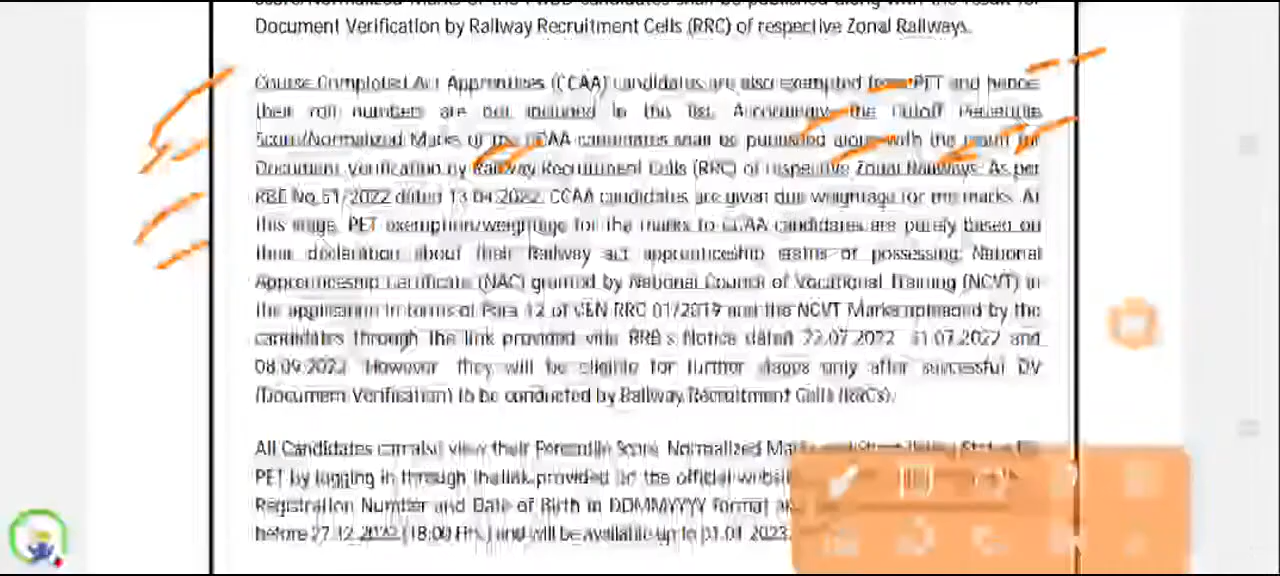 Document Verification by Railway Recruitment Cells (RRC) of respective Zonal Railways.
Course Completed Act Apprentises (CCAA) candidates are also exempted from PET and hence
their roll numbers are not included in this list. Accordingly, the Cutoff Percentile
Score/Normalized Marks of the CCAA candidates shall be published along with the result for
Document Verification by Railway Recruitment Cells (RRC) of respective Zonal Railways. As per
RBE No 51/2022 dated 13.04.2022, CCAA candidates are given due weightage for the marks. At
this stage, PET exemption/weightage for the marks to CCAA candidates are purely based on
their declaration about their Railway act apprenticeship status of possessing National
Apprenticeship Certificate (NAC) granted by National Council of Vocational Training (NCVT) in
the application in terms of Para 12 of CEN RRC 01/2019 and the NCVT Marks uploaded by the
candidates through the link provided vide RRB's Notice dated 22.07.2022 31.07.2022 and
08.09.2022. However they will be eligible for further stages only after successful DV
(Document Verification) to be conducted by Railway Recruitment Cells (RRCs).
All Candidates can also view their Percentile Score, Normalized
PET by logging in through the link provided on the official
Registration Number and Date of Birth in DDMMYYYY format
before 27.12.2022 (18:00 Hrs.) and will be available up to 01.01.2023.